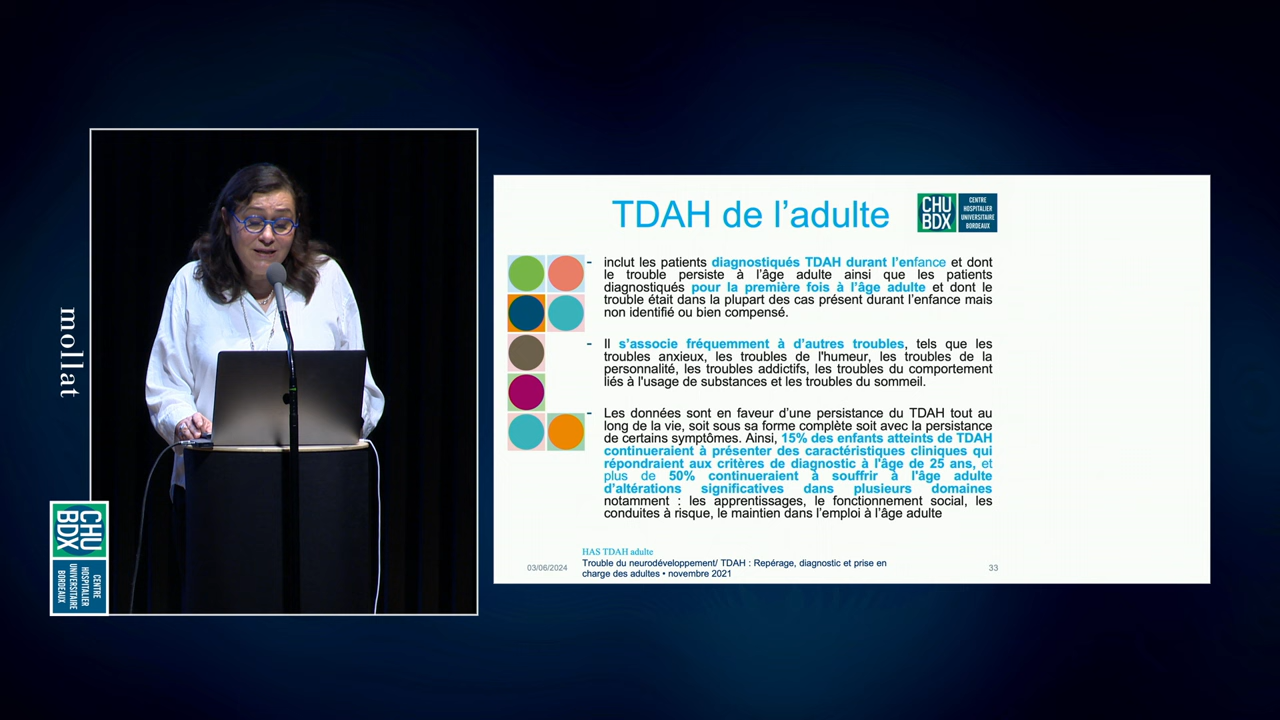 mollat
CHU
BDX
CENTRE
HOSPITALIER
UNIVERSITAIRE
BORDEAUX
TDAH de l’adulte
CHU
BDX
CENTRE
HOSPITALIER
UNIVERSITAIRE
BORDEAUX
- inclut les patients diagnostiqués TDAH durant l’enfance et dont
le trouble persiste à l’âge adulte ainsi que les patients
diagnostiqués pour la première fois à l’âge adulte et dont le
trouble était dans la plupart des cas présent durant l’enfance mais
non identifié ou bien compensé.
- Il s’associe fréquemment à d’autres troubles, tels que les
troubles anxieux, les troubles de l'humeur, les troubles de la
personnalité, les troubles addictifs, les troubles du comportement
liés à l'usage de substances et les troubles du sommeil.
- Les données sont en faveur d’une persistance du TDAH tout au
long de la vie, soit sous sa forme complète soit avec la persistance
de certains symptômes. Ainsi, 15% des enfants atteints de TDAH
continueraient à présenter des caractéristiques cliniques qui
répondraient aux critères de diagnostic à l'âge de 25 ans, et
plus de 50% continueraient à souffrir à l'âge adulte
d’altérations significatives dans plusieurs domaines
notamment : les apprentissages, le fonctionnement social, les
conduites à risque, le maintien dans l’emploi à l’âge adulte
HAS TDAH adulte
03/06/2024
Trouble du neurodéveloppement/ TDAH : Repérage, diagnostic et prise en
charge des adultes • novembre 2021
33